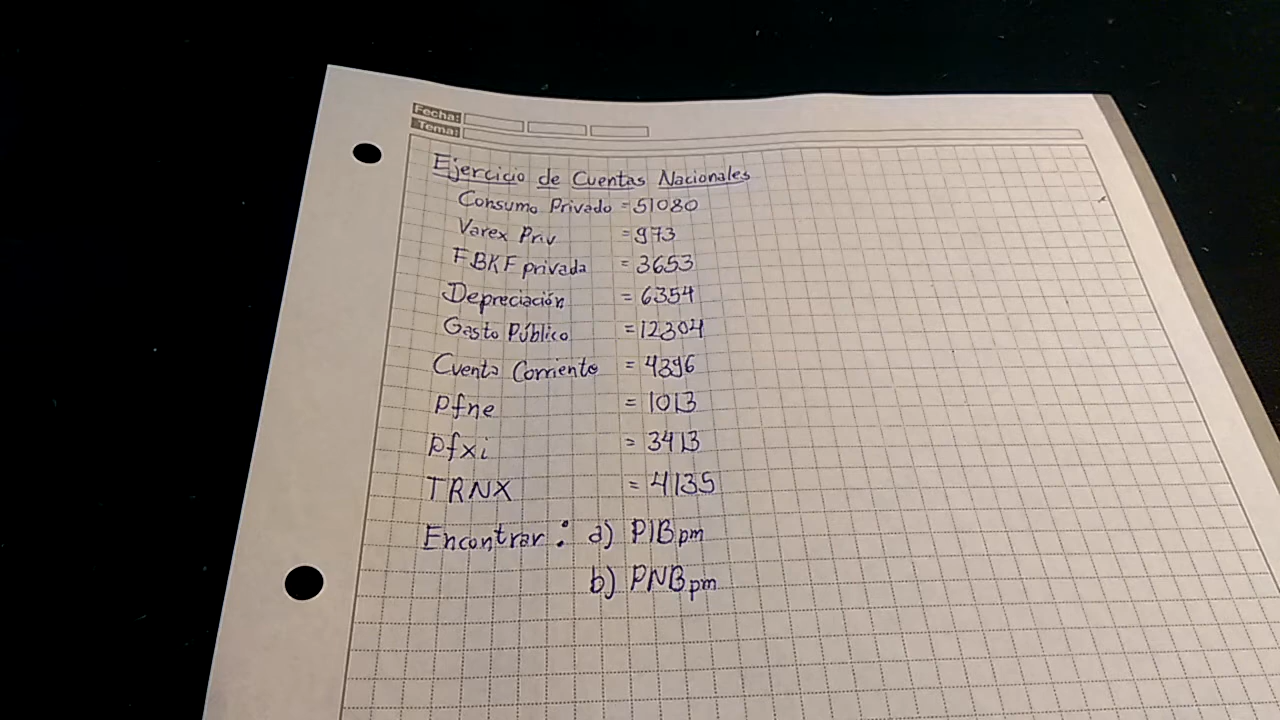 Fecha:
Tema:
Ejercicio de Cuentas Nacionales
Consumo Privado = 51080
Varex Priv = 973
FBKF privada = 3653
Depreciación = 6354
Gasto Público = 12304
Cuenta Corriente = 4396
Pfne = 1013
Pfxi = 3413
TRNX = 4135
Encontrar: a) PIBpm
b) PNBpm